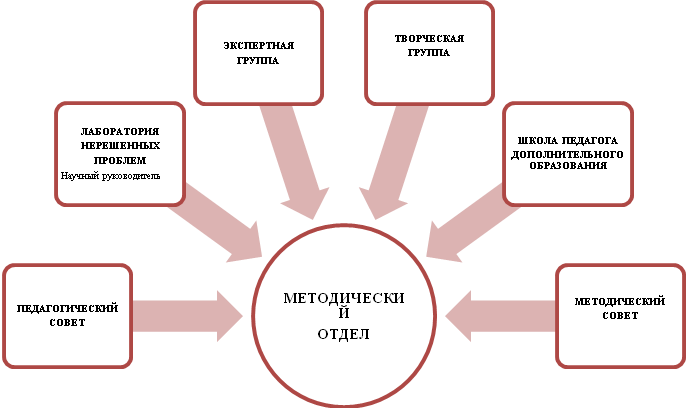 ЭКСПЕРТНАЯ
ГРУППА
ТВОРЧЕСКАЯ
ГРУППА
ЛАБОРАТОРИЯ
НЕРЕШЕННЫХ
ПРОБЛЕМ
Научный руководитель
ШКОЛА ПЕДАГОГА
ДОПОЛНИТЕЛЬНОГО
ОБРАЗОВАНИЯ
ПЕДАГОГИЧЕСКИЙ
СОВЕТ
МЕТОДИЧЕСКИ
Й
ОТДЕЛ
МЕТОДИЧЕСКИЙ
СОВЕТ